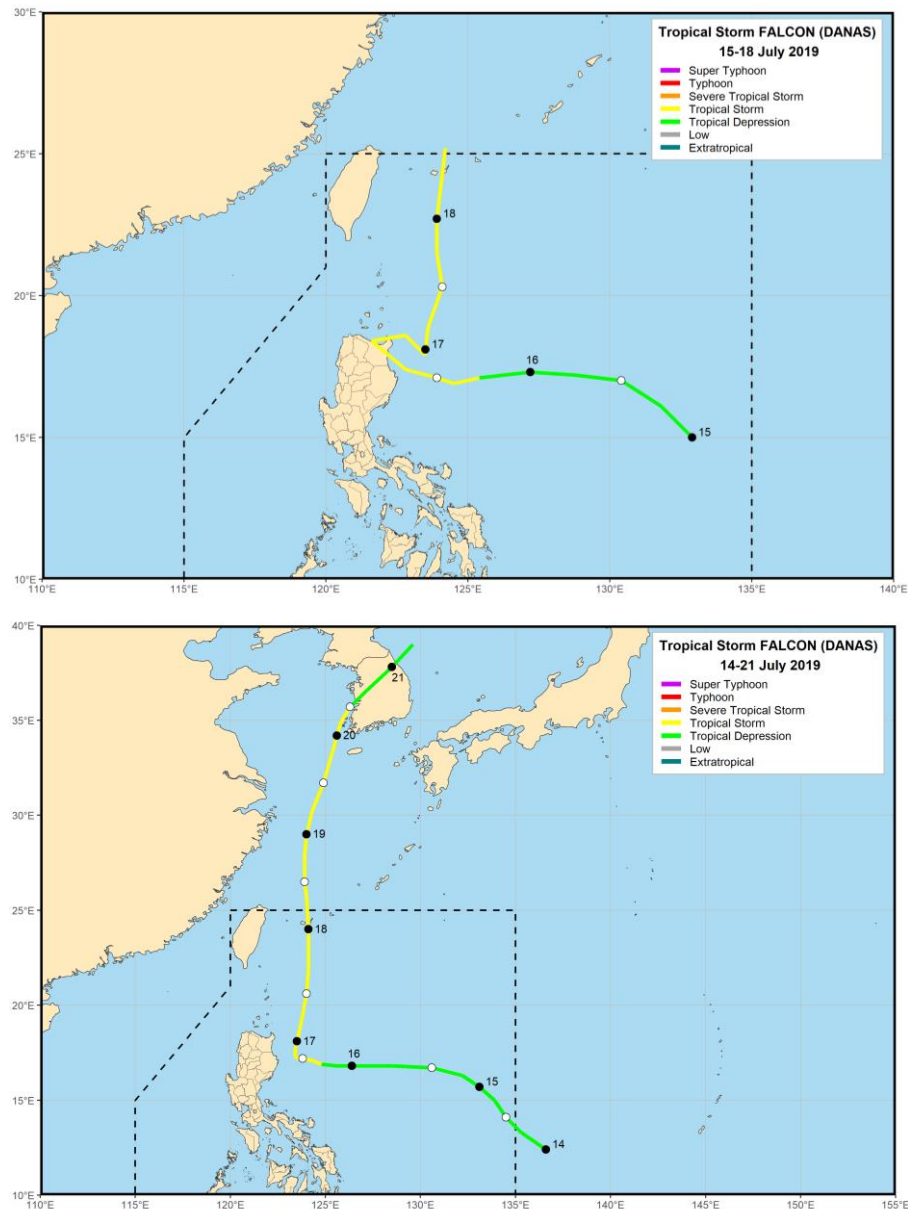 30°E
Tropical Storm FALCON (DANAS)
15-18 July 2019
Super Typhoon
Typhoon
Severe Tropical Storm
Tropical Storm
Tropical Depression
Low
Extratropical
25°E
18
20°E
17
16
15
15°E
10°E
110°E 115°E 120°E 125°E 130°E 135°E 140°E
40°E
Tropical Storm FALCON (DANAS)
14-21 July 2019
Super Typhoon
Typhoon
Severe Tropical Storm
Tropical Storm
Tropical Depression
Low
Extratropical
21
35°E
20
30°E
19
25°E
18
20°E
17
16
15
15°E
14
10°E
110°E 115°E 120°E 125°E 130°E 135°E 140°E 145°E 150°E 155°E